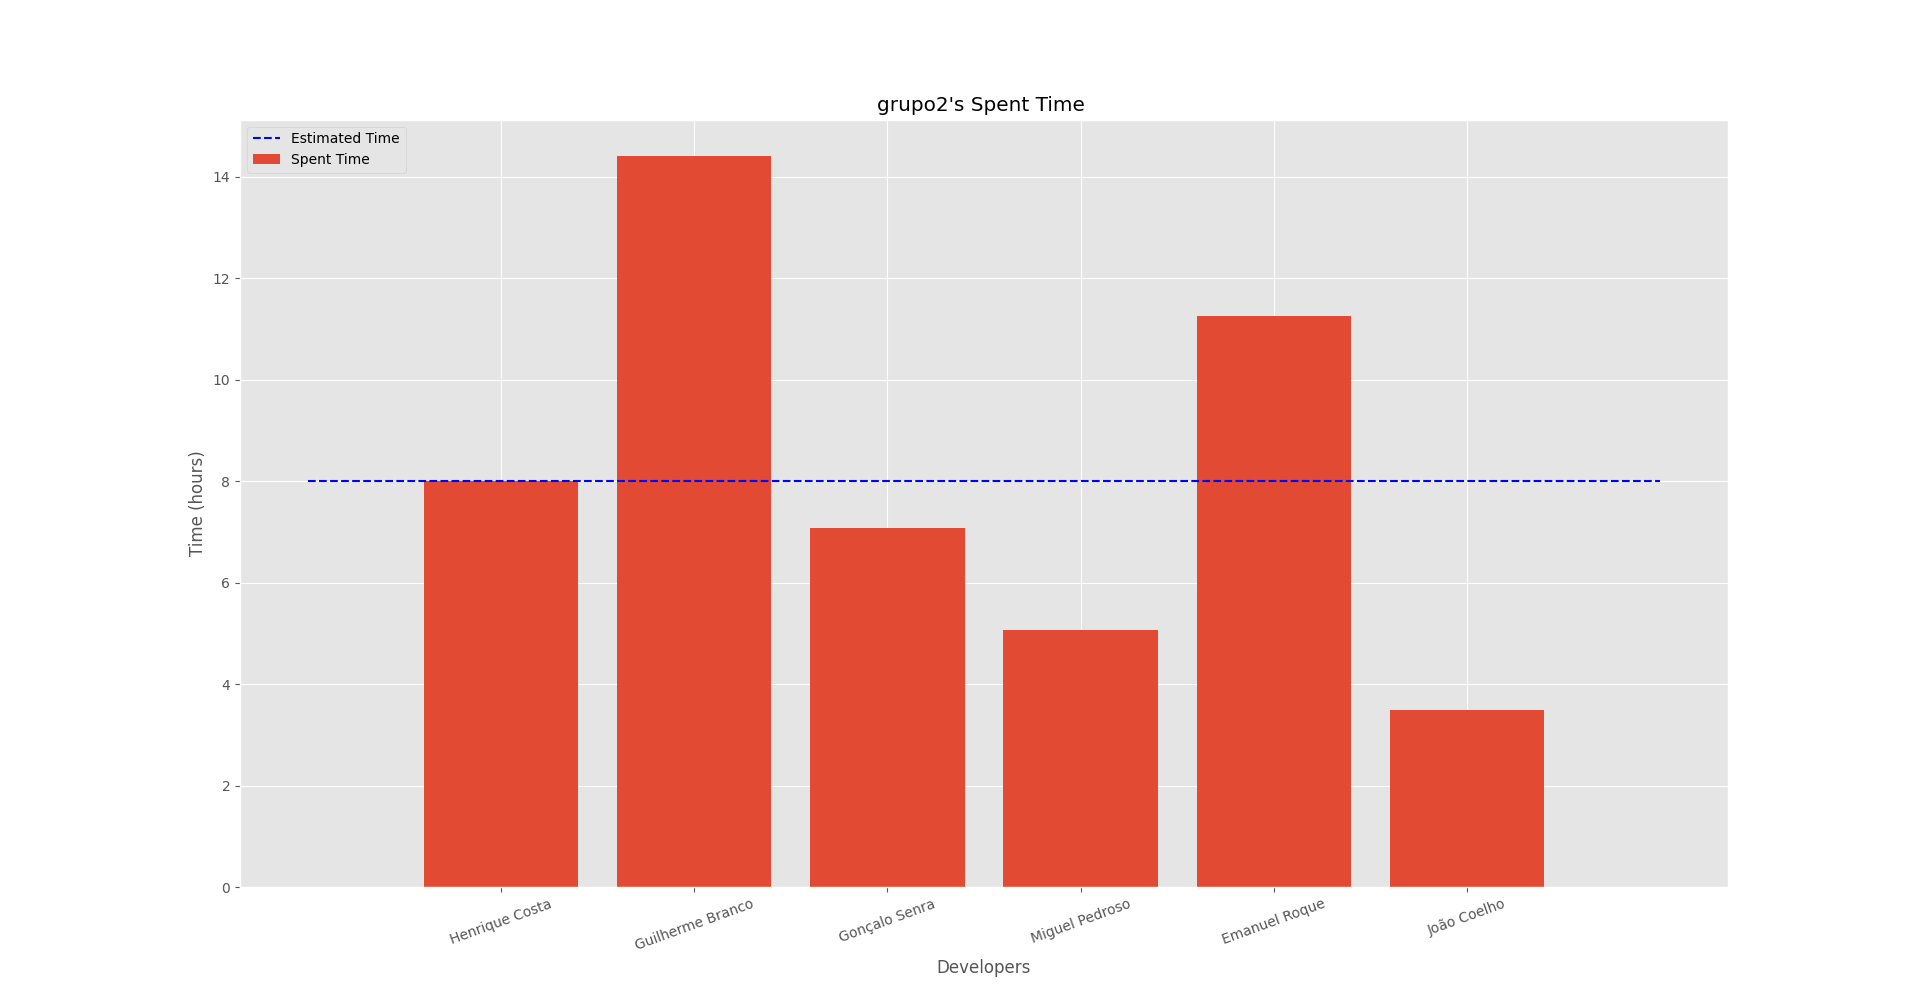 grupo2's Spent Time
Estimated Time
Spent Time
14
12
10
8
6
4
2
0
Time (hours)
Henrique Costa
Guilherme Branco
Gonçalo Senra
Miguel Pedroso
Emanuel Roque
João Coelho
Developers